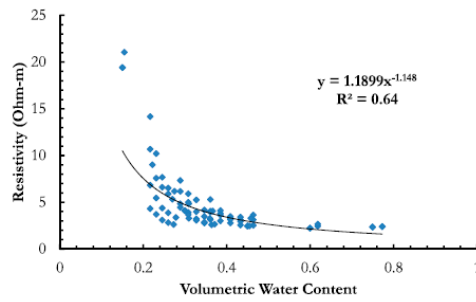 25
20
15
10
5
0
Resistivity (Ohm-m)
y = 1.1899x^-1.148
R² = 0.64
0 0.2 0.4 0.6 0.8 1
Volumetric Water Content